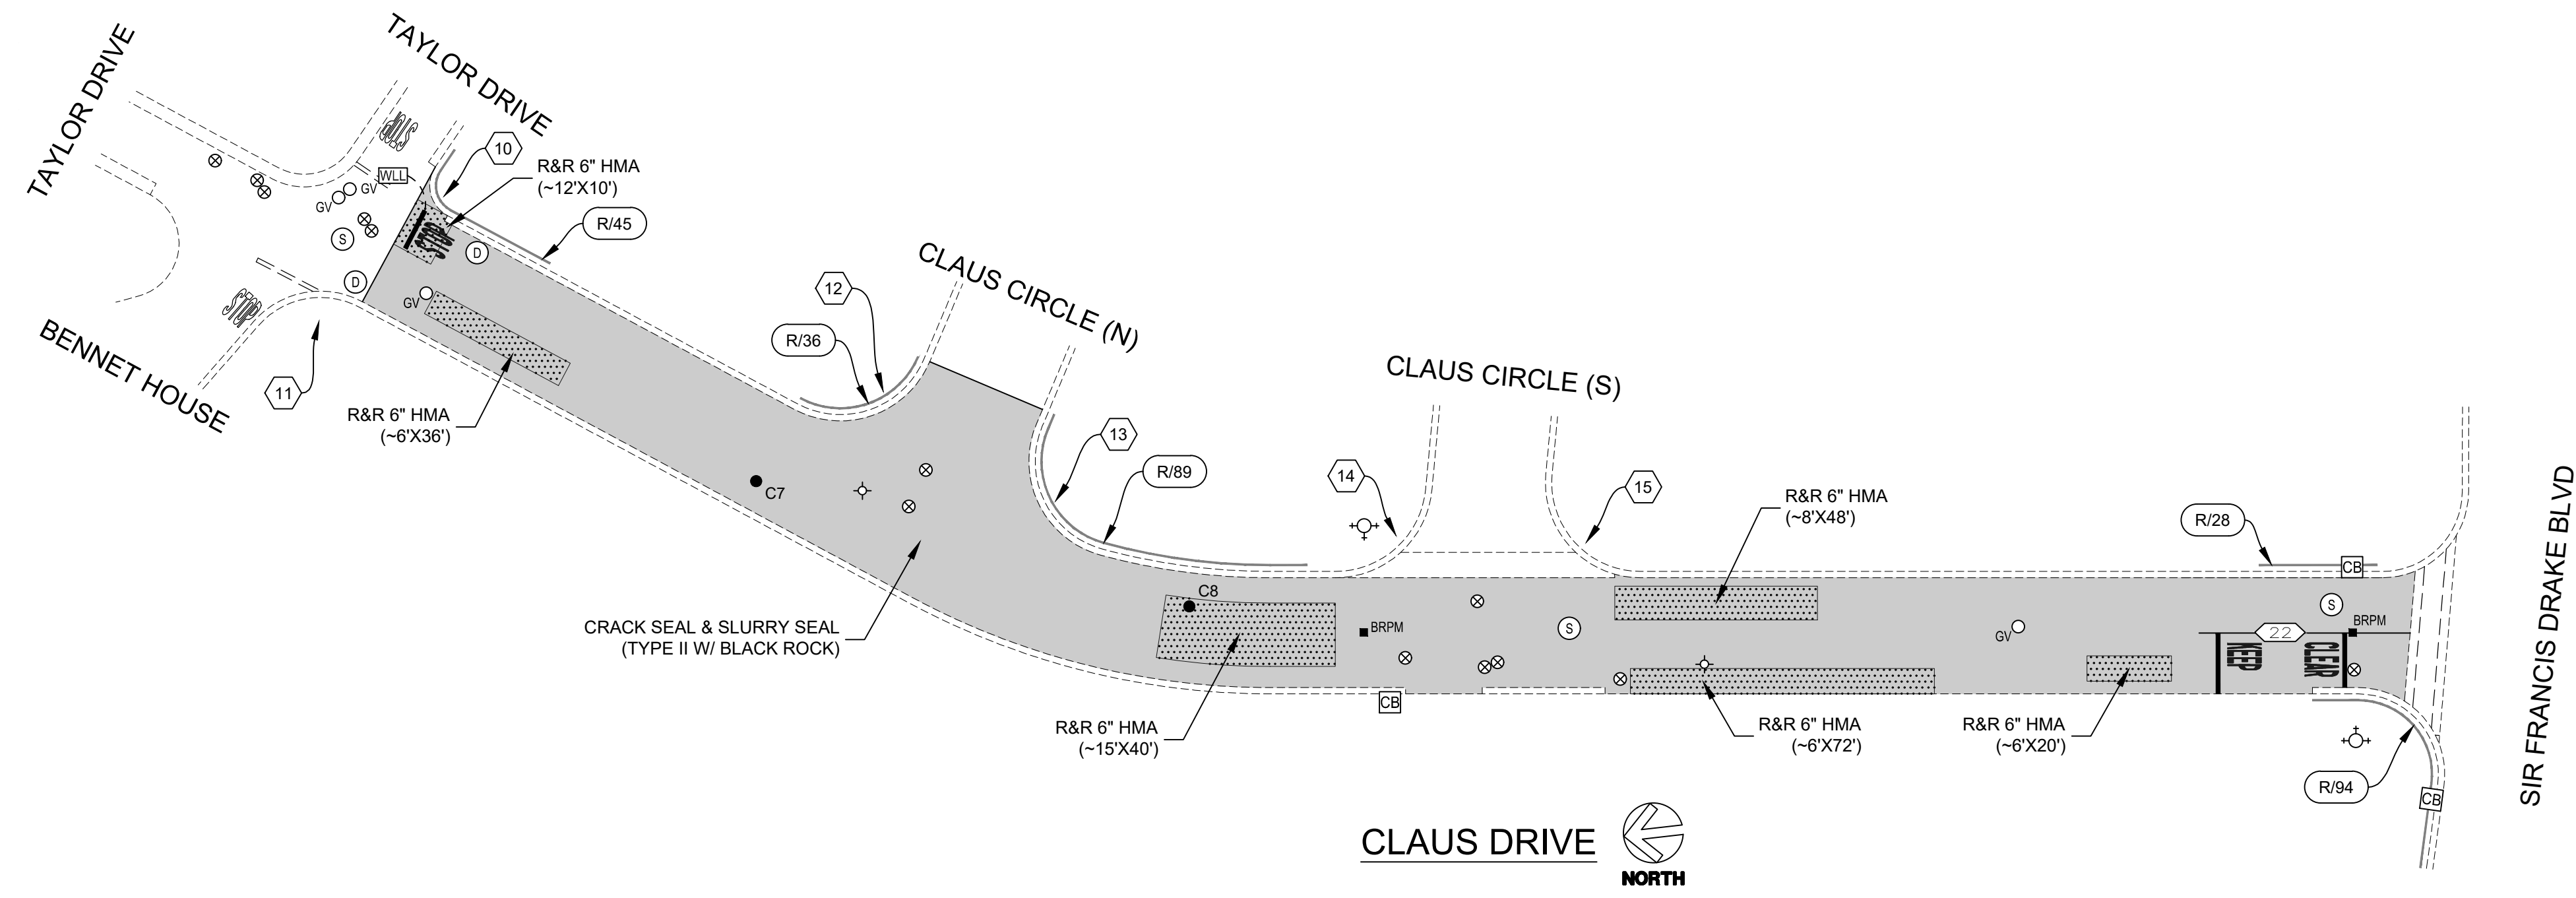 TAYLOR DRIVE
TAYLOR DRIVE
STOP
10
R&R 6" HMA
(~12'X10')
WLL
GV
GV
R/45
S
STOP
D
D
GV
STOP
BENNET HOUSE
11
R&R 6" HMA
(~6'X36')
12
R/36
CLAUS CIRCLE (N)
13
R/89
C7
CLAUS CIRCLE (S)
14
15
R&R 6" HMA
(~8'X48')
R/28
CB
SIR FRANCIS DRAKE BLVD
C8
BRPM
S
GV
S
BRPM
22
KEEP
CLEAR
CRACK SEAL & SLURRY SEAL
(TYPE II W/ BLACK ROCK)
CB
R&R 6" HMA
(~15'X40')
R&R 6" HMA
(~6'X72')
R&R 6" HMA
(~6'X20')
R/94
CB
CLAUS DRIVE
NORTH